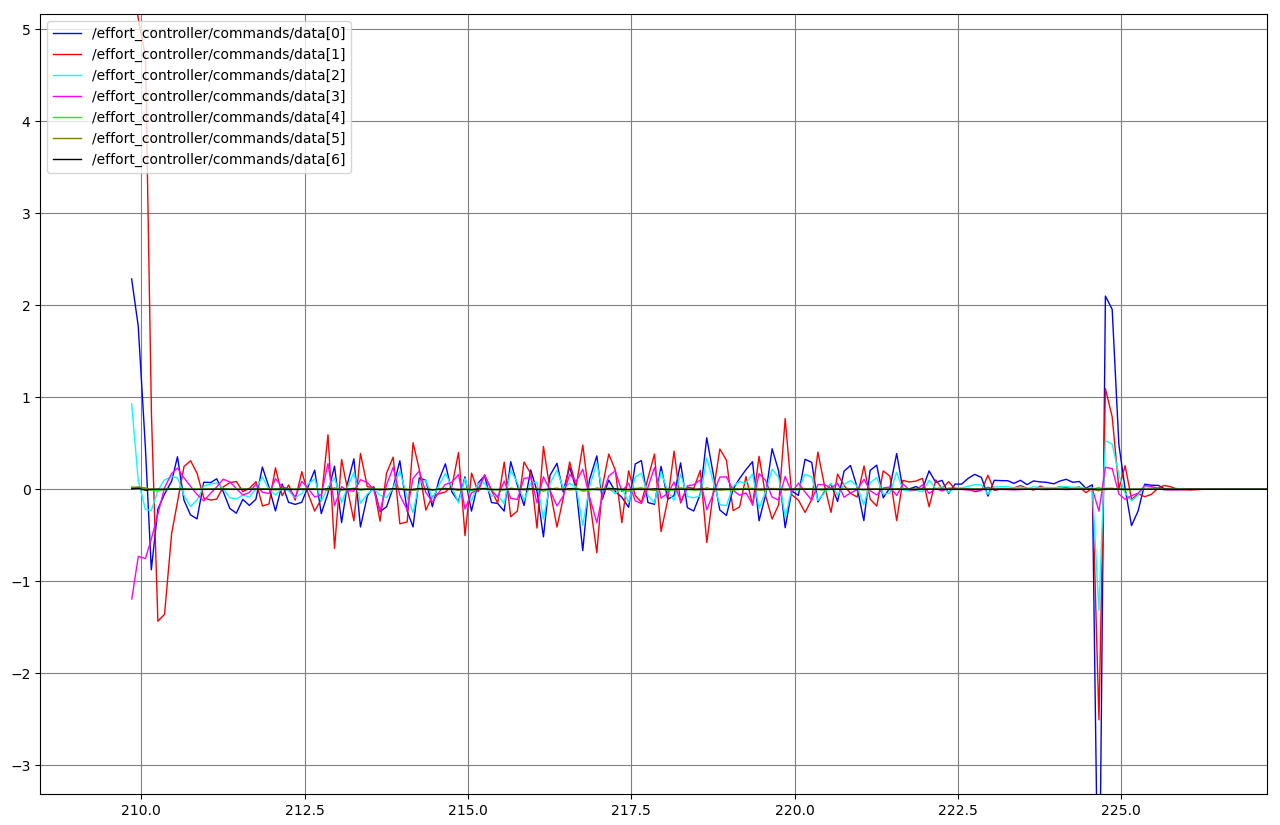 /effort_controller/commands/data[0]
/effort_controller/commands/data[1]
/effort_controller/commands/data[2]
/effort_controller/commands/data[3]
/effort_controller/commands/data[4]
/effort_controller/commands/data[5]
/effort_controller/commands/data[6]
5
4
3
2
1
0
−1
−2
−3
210.0 212.5 215.0 217.5 220.0 222.5 225.0